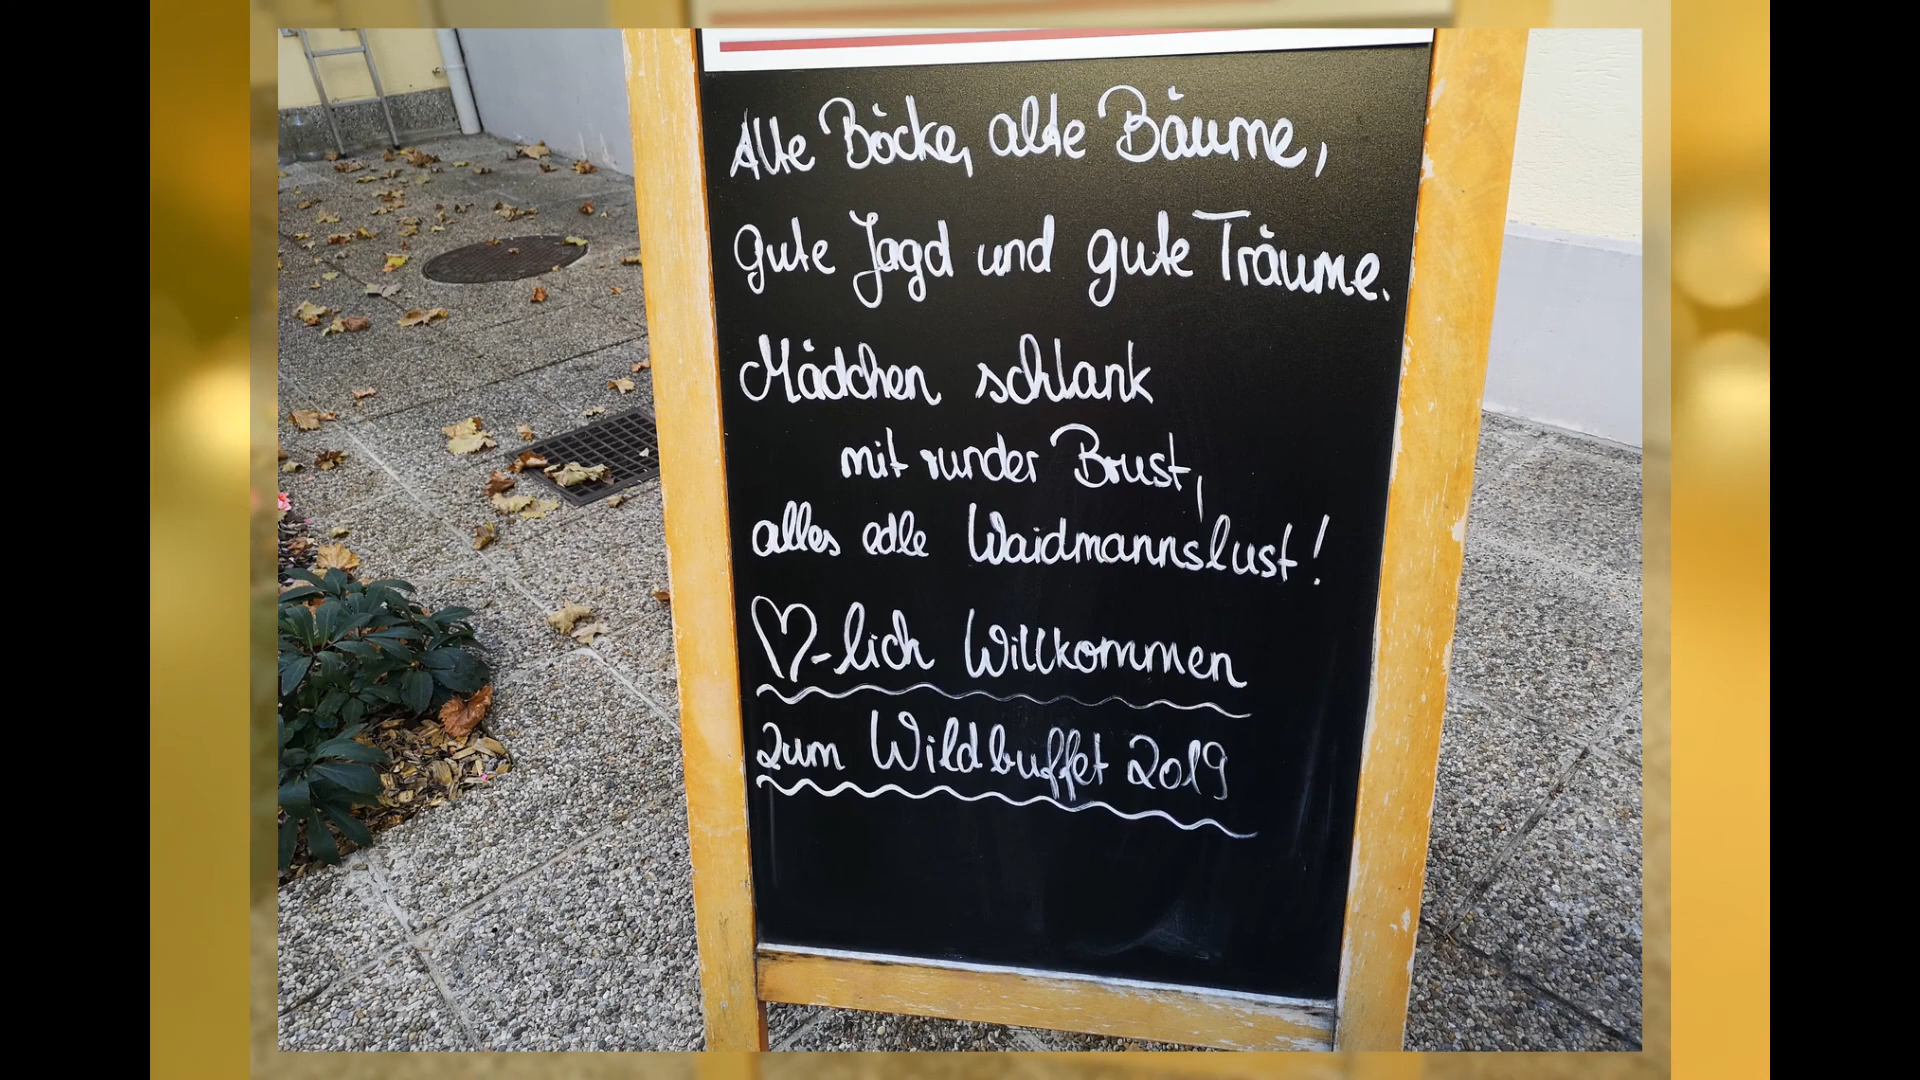 Alte Böcke, alte Bäume,
gute Jagd und gute Träume.
Mädchen schlank
mit runder Brust,
alles edle Waidmannslust!
♡-lich Willkommen
zum Wildbuffet 2019